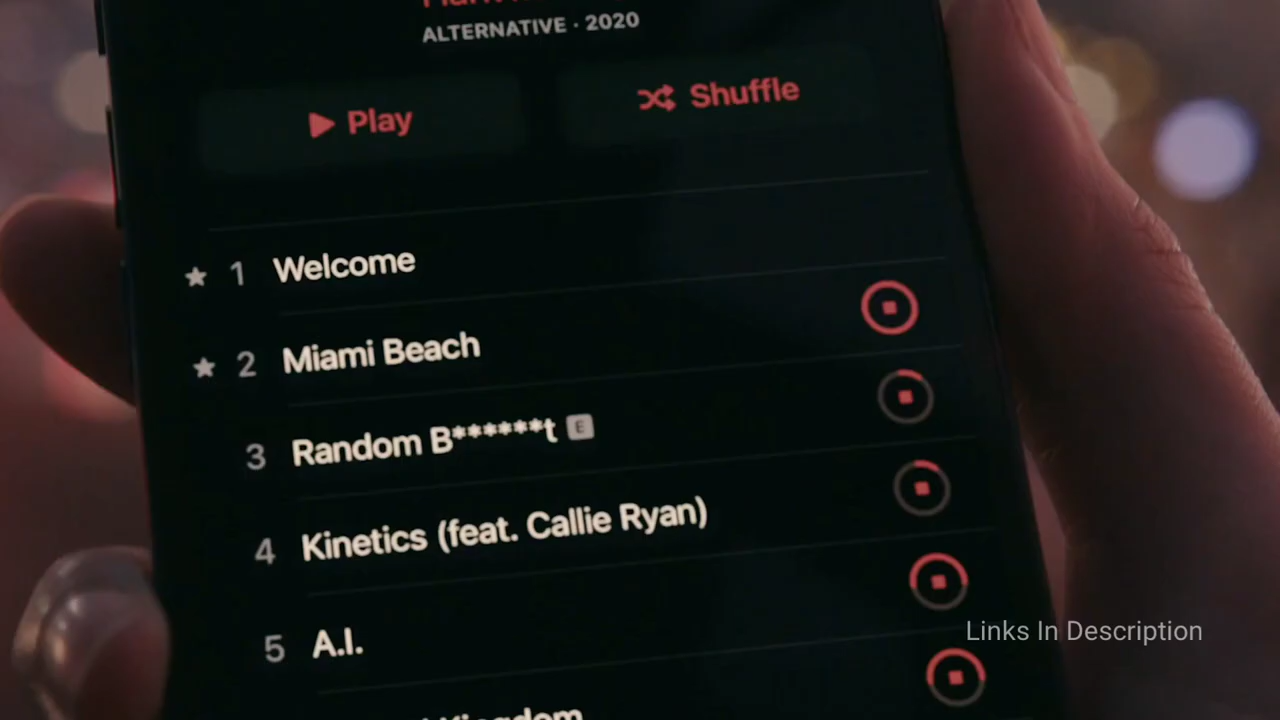 ALTERNATIVE · 2020
Play
Shuffle
★ 1 Welcome
★ 2 Miami Beach
3 Random B******t E
4 Kinetics (feat. Callie Ryan)
5 A.I.
Kingdom
Links In Description